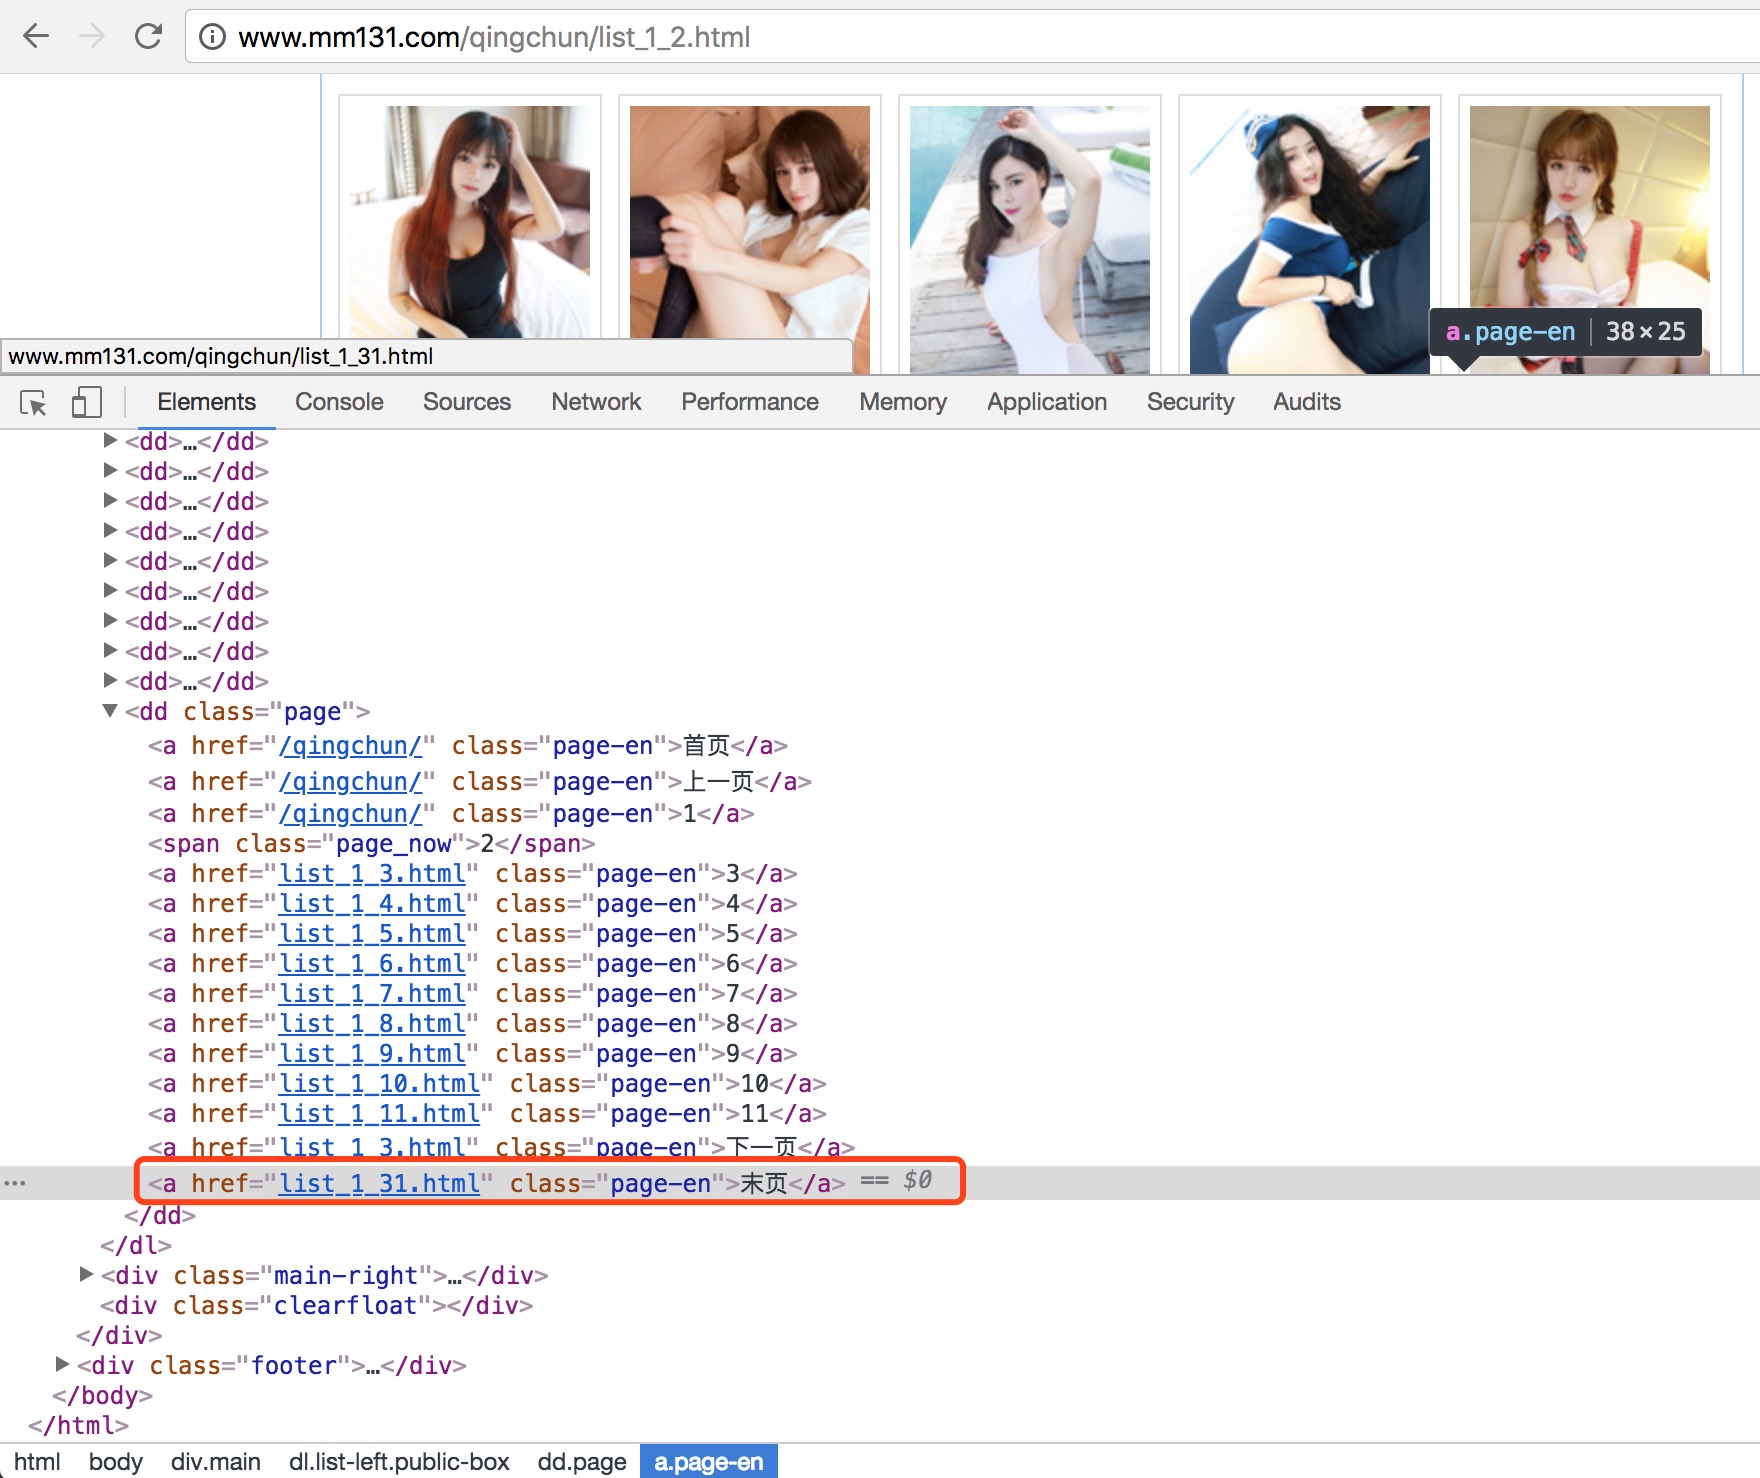 www.mm131.com/qingchun/list_1_2.html
a.page-en | 38×25
www.mm131.com/qingchun/list_1_31.html
Elements Console Sources Network Performance Memory Application Security Audits
▶<dd>…</dd>
▶<dd>…</dd>
▶<dd>…</dd>
▶<dd>…</dd>
▶<dd>…</dd>
▶<dd>…</dd>
▶<dd>…</dd>
▶<dd>…</dd>
▶<dd>…</dd>
▼<dd class="page">
<a href="/qingchun/" class="page-en">首页</a>
<a href="/qingchun/" class="page-en">上一页</a>
<a href="/qingchun/" class="page-en">1</a>
<span class="page_now">2</span>
<a href="list_1_3.html" class="page-en">3</a>
<a href="list_1_4.html" class="page-en">4</a>
<a href="list_1_5.html" class="page-en">5</a>
<a href="list_1_6.html" class="page-en">6</a>
<a href="list_1_7.html" class="page-en">7</a>
<a href="list_1_8.html" class="page-en">8</a>
<a href="list_1_9.html" class="page-en">9</a>
<a href="list_1_10.html" class="page-en">10</a>
<a href="list_1_11.html" class="page-en">11</a>
<a href="list_1_3.html" class="page-en">下一页</a>
… <a href="list_1_31.html" class="page-en">末页</a> == $0
</dd>
</dl>
▶<div class="main-right">…</div>
<div class="clearfloat"></div>
</div>
▶<div class="footer">…</div>
</body>
</html>
html body div.main dl.list-left.public-box dd.page a.page-en